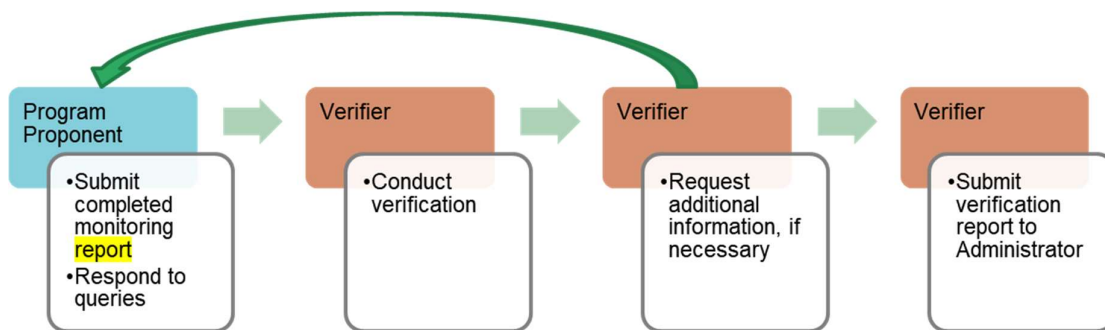 Program
Proponent
•Submit
completed
monitoring
report
•Respond to
queries
Verifier
•Conduct
verification
Verifier
•Request
additional
information, if
necessary
Verifier
•Submit
verification
report to
Administrator